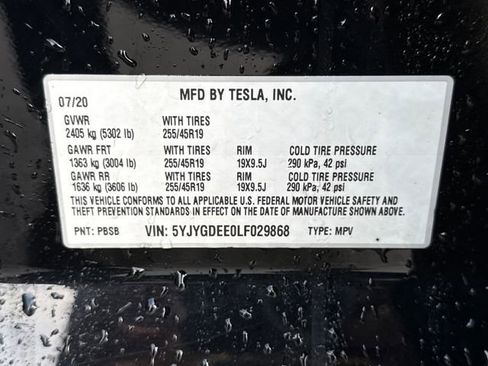 07/20 MFD BY TESLA, INC.
GVWR WITH TIRES
2405 kg (5302 lb) 255/45R19
GAWR FRT WITH TIRES RIM COLD TIRE PRESSURE
1363 kg (3004 lb) 255/45R19 19X9.5J 290 kPa, 42 psi
GAWR RR WITH TIRES RIM COLD TIRE PRESSURE
1636 kg (3606 lb) 255/45R19 19X9.5J 290 kPa, 42 psi
THIS VEHICLE CONFORMS TO ALL APPLICABLE U.S. FEDERAL MOTOR VEHICLE SAFETY AND
THEFT PREVENTION STANDARDS IN EFFECT ON THE DATE OF MANUFACTURE SHOWN ABOVE.
PNT: PBSB VIN: 5YJYGDEE0LF029868 TYPE: MPV